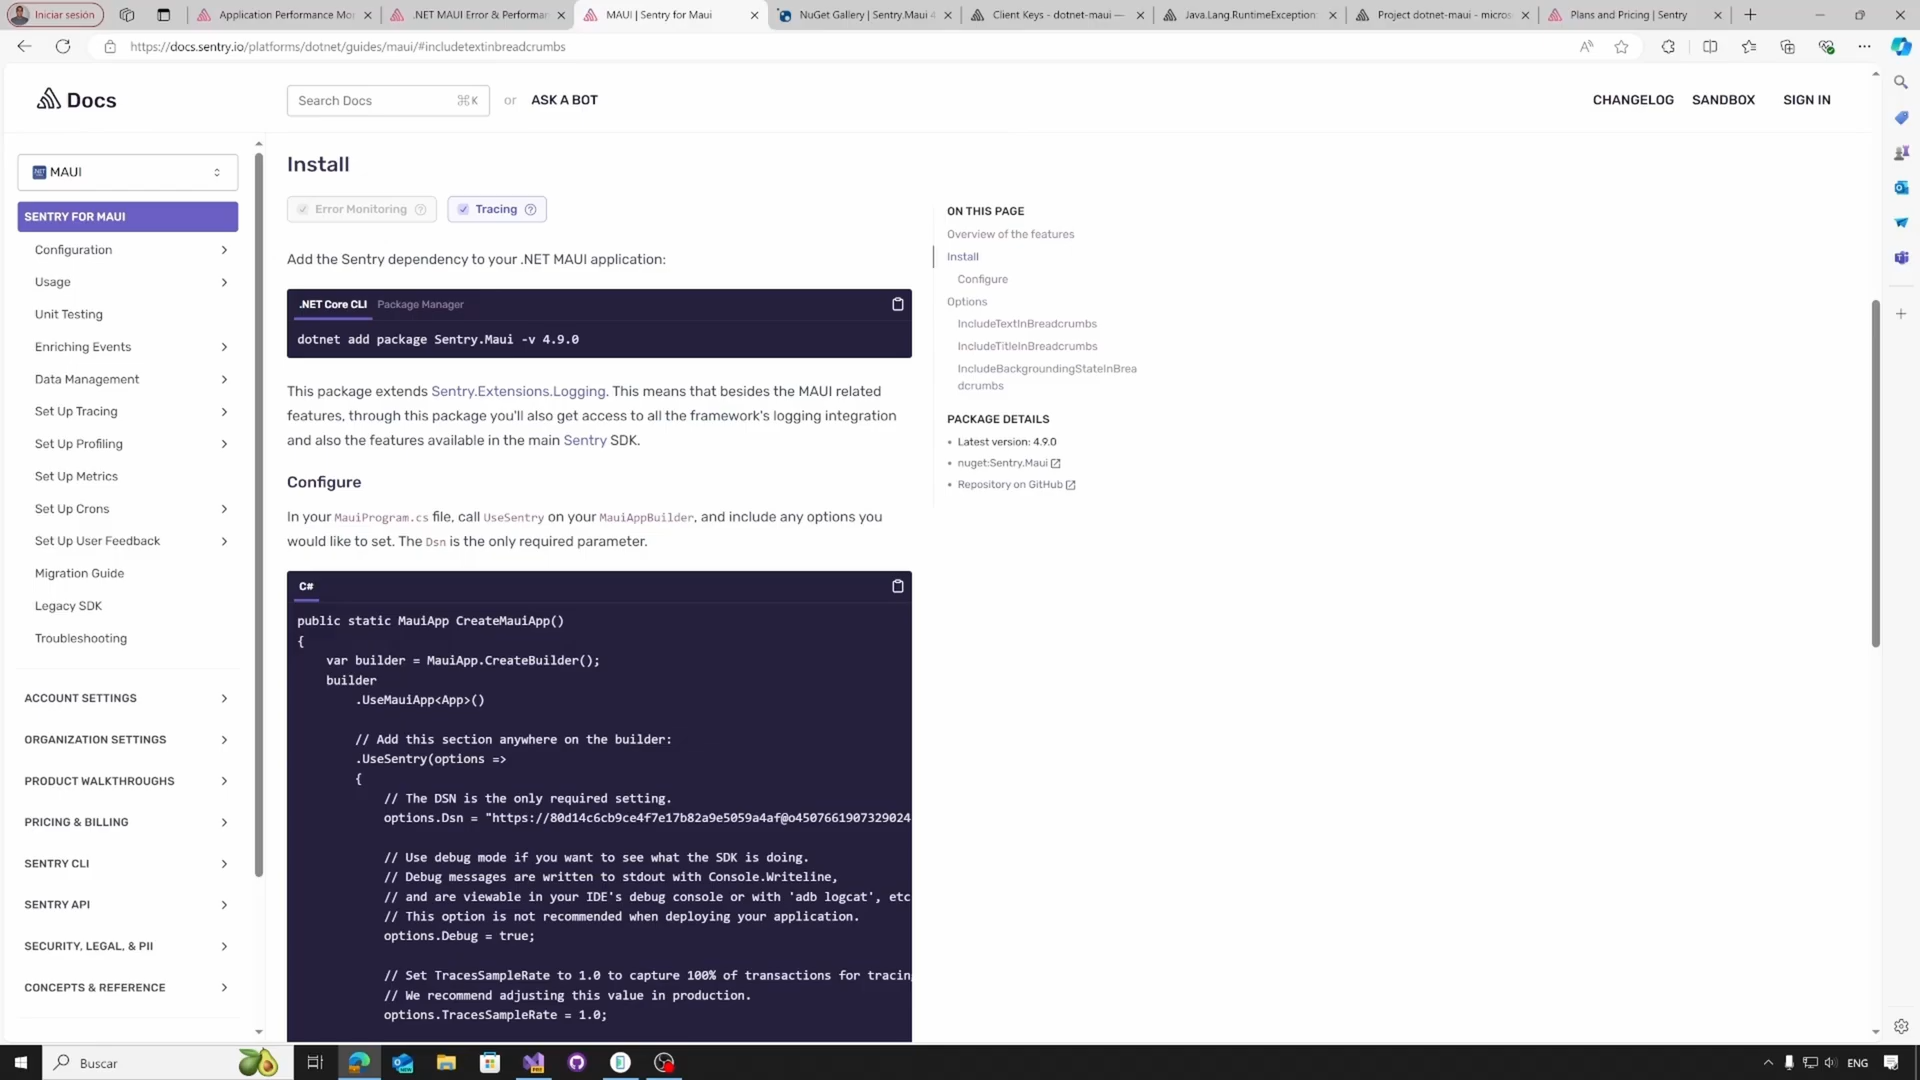 Iniciar sesión
Application Performance Mo
.NET MAUI Error & Performan
MAUI | Sentry for Maui
NuGet Gallery | Sentry.Maui 4
Client Keys - dotnet-maui —
Java.Lang.RuntimeException:
Project dotnet-maui - micros
Plans and Pricing | Sentry
https://docs.sentry.io/platforms/dotnet/guides/maui/#includetextinbreadcrumbs
Docs
Search Docs ⌘K
or
ASK A BOT
CHANGELOG
SANDBOX
SIGN IN
MAUI
SENTRY FOR MAUI
Configuration
Usage
Unit Testing
Enriching Events
Data Management
Set Up Tracing
Set Up Profiling
Set Up Metrics
Set Up Crons
Set Up User Feedback
Migration Guide
Legacy SDK
Troubleshooting
ACCOUNT SETTINGS
ORGANIZATION SETTINGS
PRODUCT WALKTHROUGHS
PRICING & BILLING
SENTRY CLI
SENTRY API
SECURITY, LEGAL, & PII
CONCEPTS & REFERENCE
Install
Error Monitoring
Tracing
Add the Sentry dependency to your .NET MAUI application:
.NET Core CLI Package Manager
dotnet add package Sentry.Maui -v 4.9.0
This package extends Sentry.Extensions.Logging. This means that besides the MAUI related
features, through this package you'll also get access to all the framework's logging integration
and also the features available in the main Sentry SDK.
Configure
In your MauiProgram.cs file, call UseSentry on your MauiAppBuilder, and include any options you
would like to set. The Dsn is the only required parameter.
C#
public static MauiApp CreateMauiApp()
{
var builder = MauiApp.CreateBuilder();
builder
.UseMauiApp<App>()
// Add this section anywhere on the builder:
.UseSentry(options =>
{
// The DSN is the only required setting.
options.Dsn = "https://80d14c6cb9ce4f7e17b82a9e5059a4af@o4507661907329024
// Use debug mode if you want to see what the SDK is doing.
// Debug messages are written to stdout with Console.Writeline,
// and are viewable in your IDE's debug console or with 'adb logcat', etc
// This option is not recommended when deploying your application.
options.Debug = true;
// Set TracesSampleRate to 1.0 to capture 100% of transactions for tracing
// We recommend adjusting this value in production.
options.TracesSampleRate = 1.0;
ON THIS PAGE
Overview of the features
Install
Configure
Options
IncludeTextInBreadcrumbs
IncludeTitleInBreadcrumbs
IncludeBackgroundingStateInBrea
dcrumbs
PACKAGE DETAILS
Latest version: 4.9.0
nuget:Sentry.Maui
Repository on GitHub
Buscar
ENG